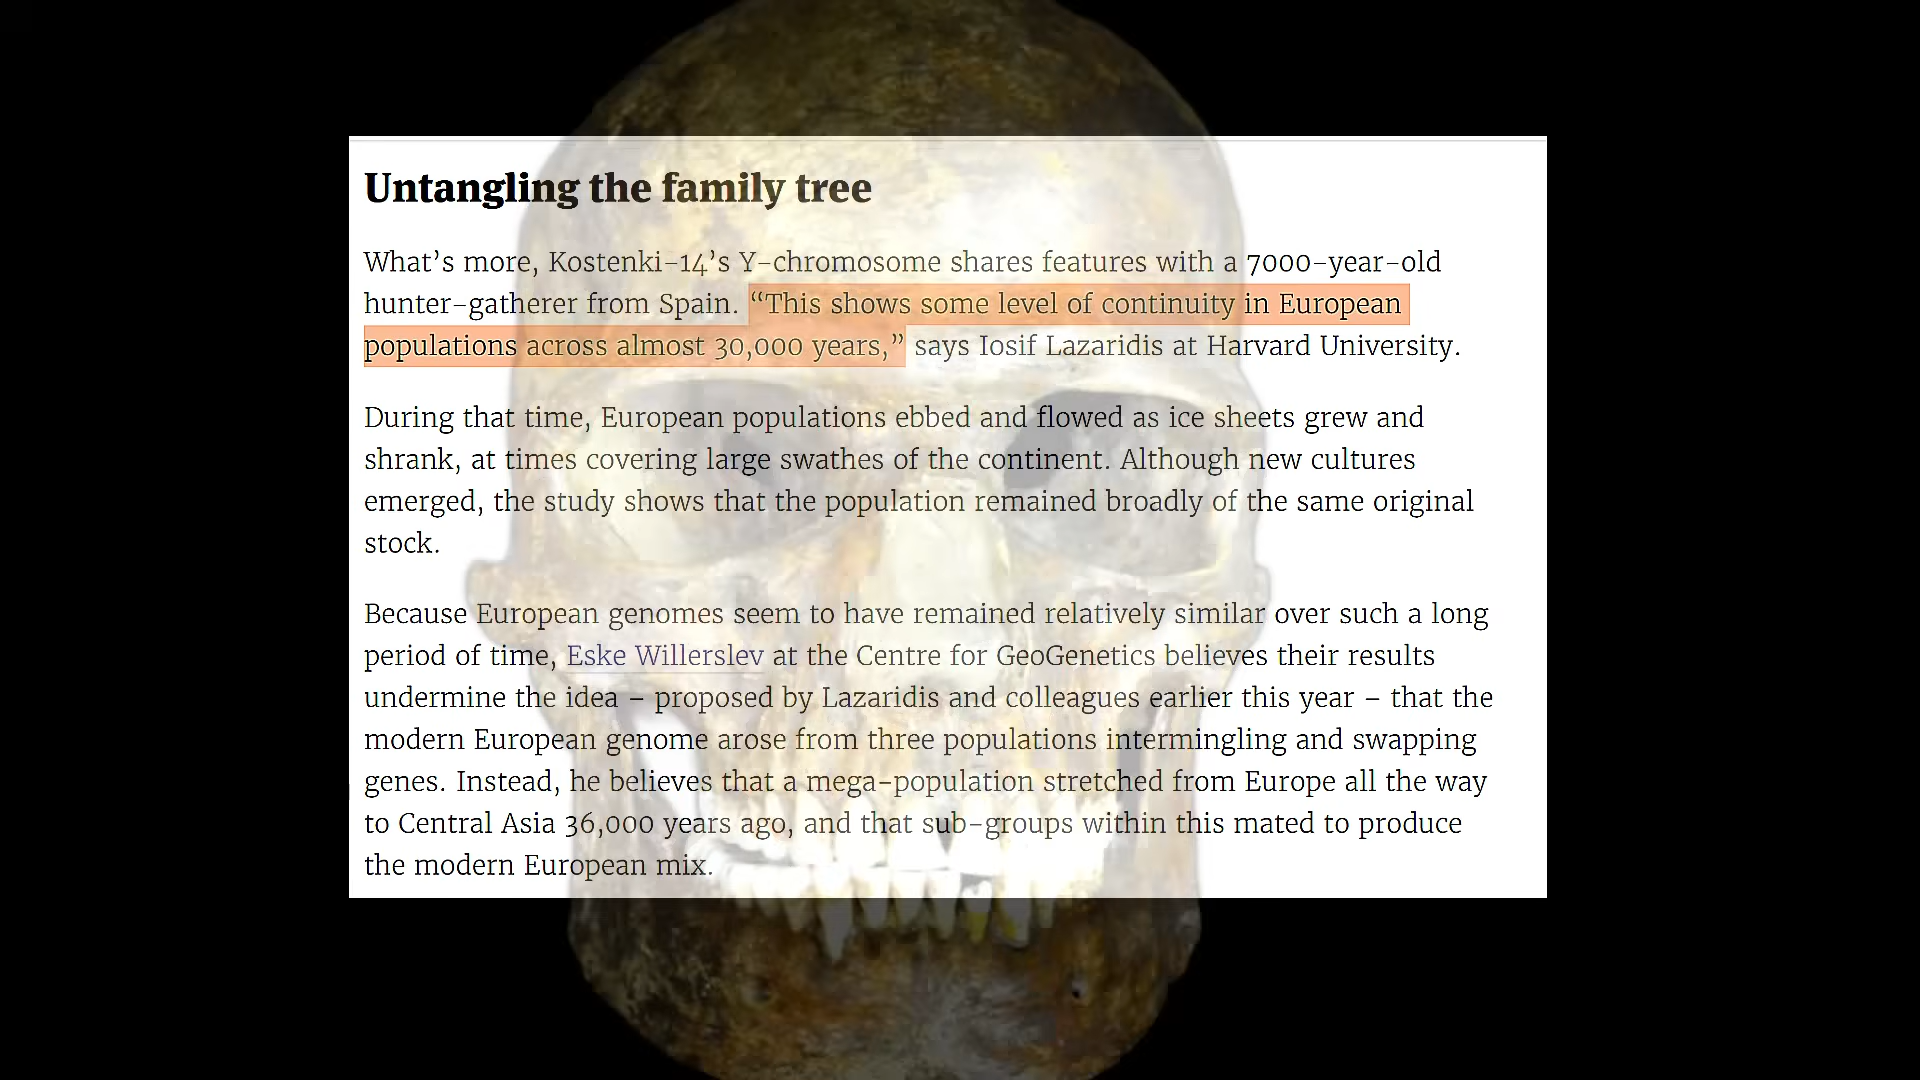 Untangling the family tree
What’s more, Kostenki–14’s Y–chromosome shares features with a 7000–year–old
hunter–gatherer from Spain. “This shows some level of continuity in European
populations across almost 30,000 years,” says Iosif Lazaridis at Harvard University.
During that time, European populations ebbed and flowed as ice sheets grew and
shrank, at times covering large swathes of the continent. Although new cultures
emerged, the study shows that the population remained broadly of the same original
stock.
Because European genomes seem to have remained relatively similar over such a long
period of time, Eske Willerslev at the Centre for GeoGenetics believes their results
undermine the idea – proposed by Lazaridis and colleagues earlier this year – that the
modern European genome arose from three populations intermingling and swapping
genes. Instead, he believes that a mega–population stretched from Europe all the way
to Central Asia 36,000 years ago, and that sub–groups within this mated to produce
the modern European mix.